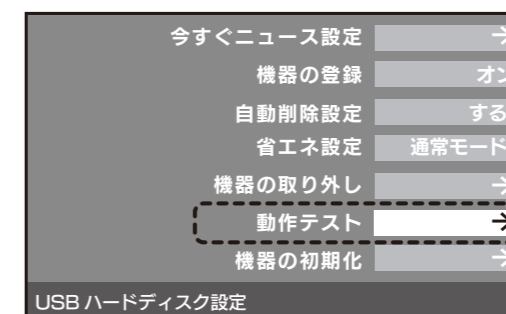 今すぐニュース設定 →
機器の登録 オン
自動削除設定 する
省エネ設定 通常モード
機器の取り外し →
動作テスト →
機器の初期化 →
USB ハードディスク設定